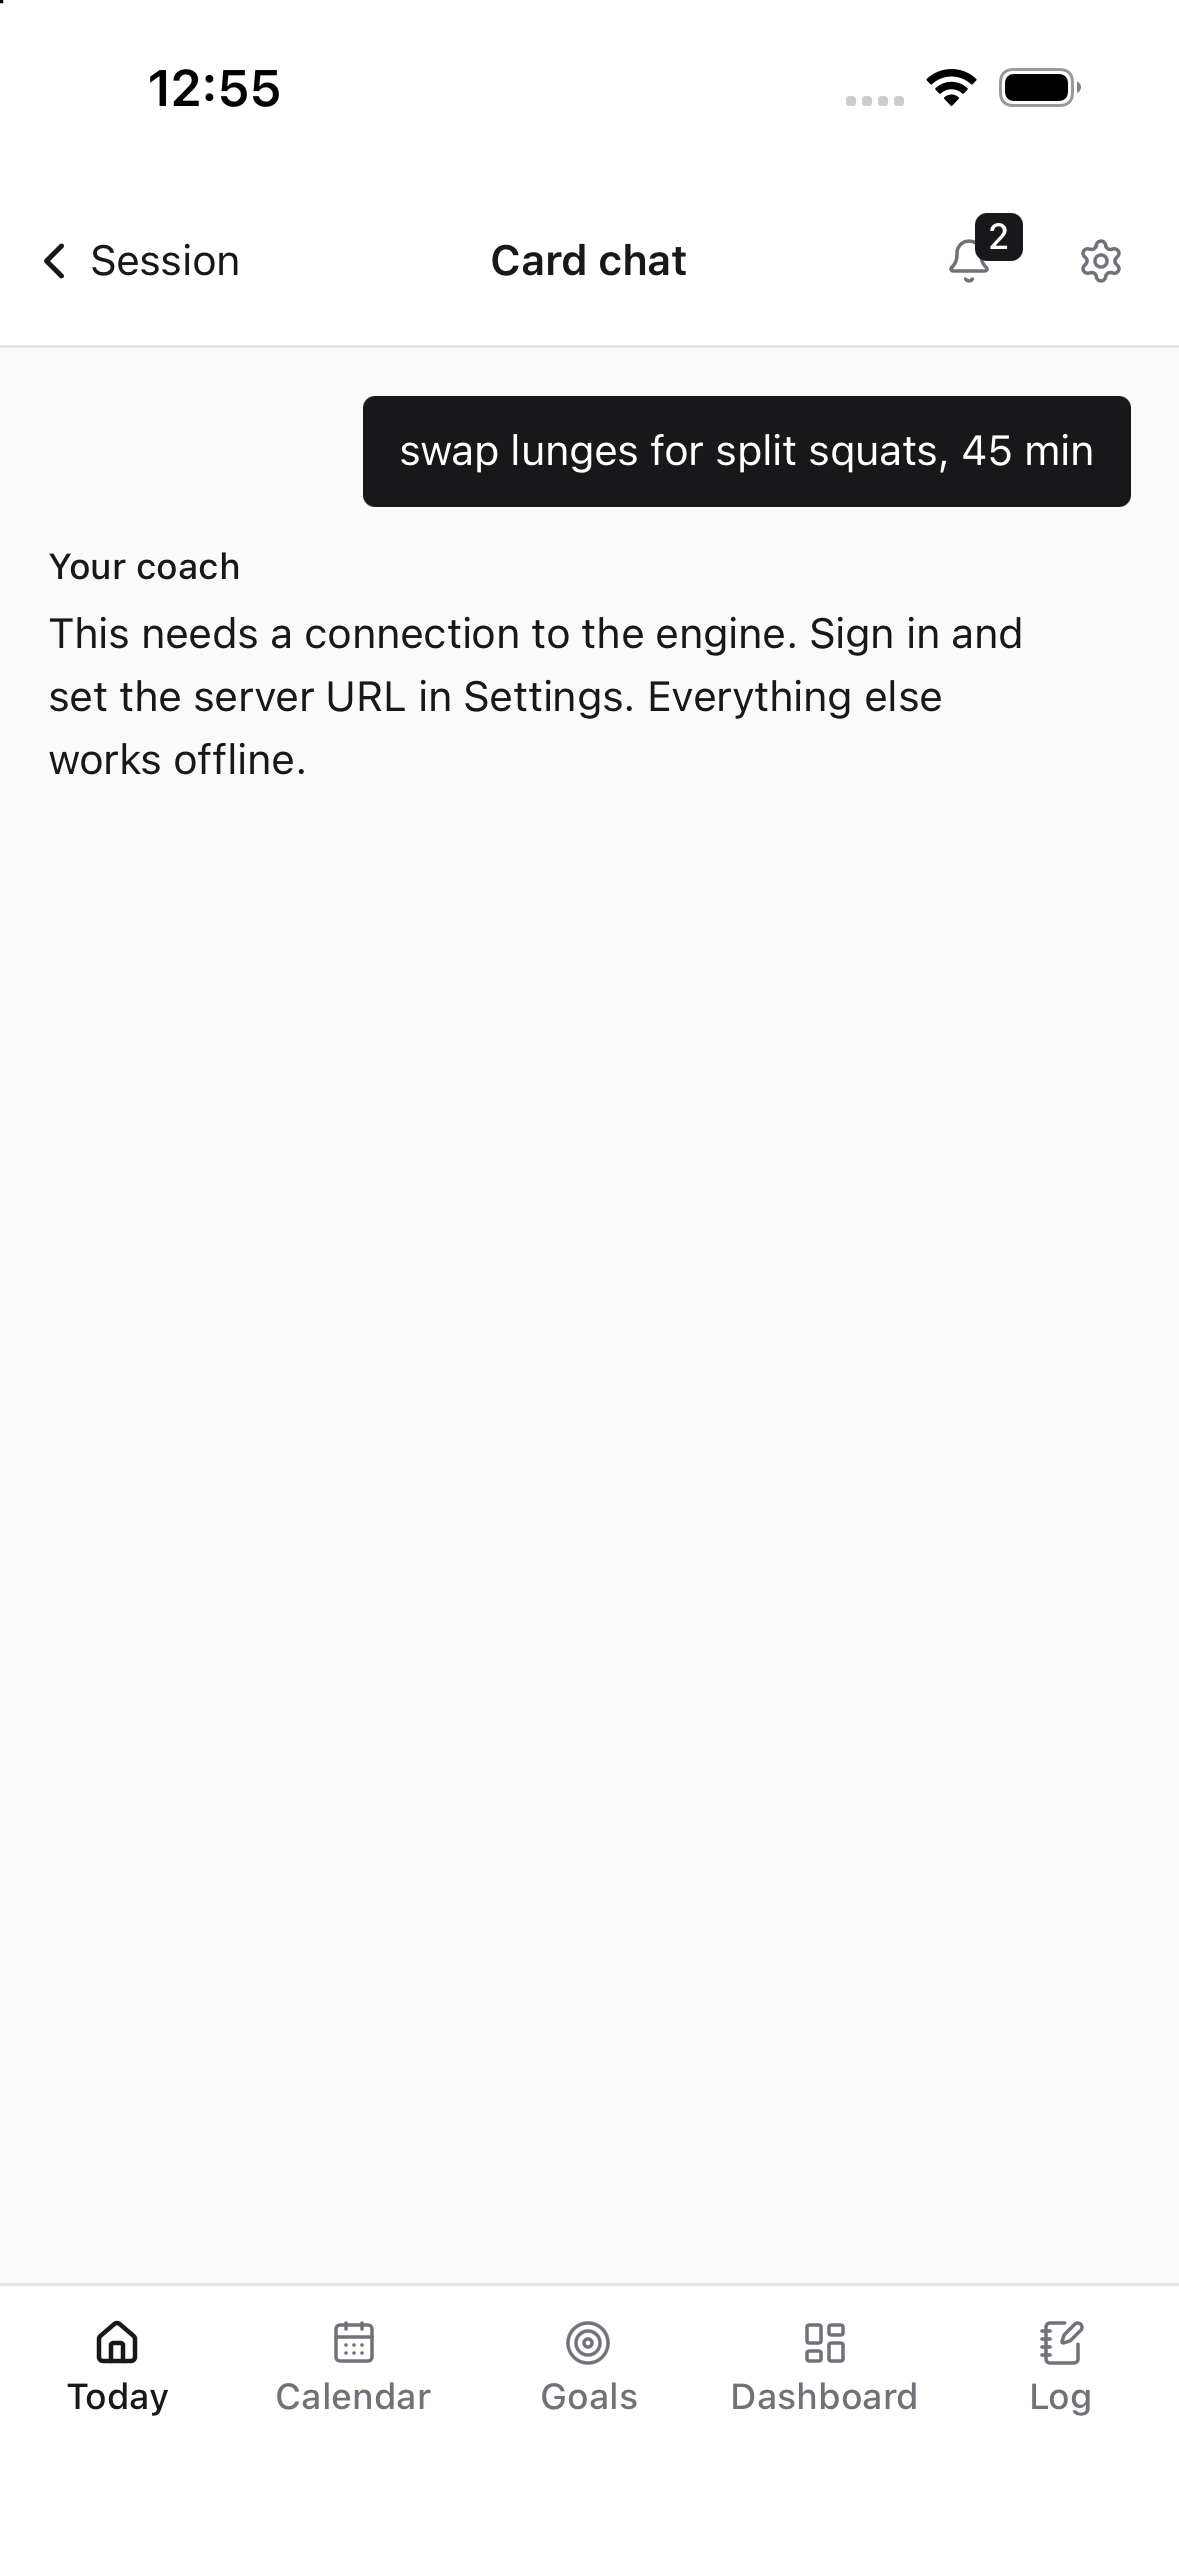 12:55
Session
Card chat
2
swap lunges for split squats, 45 min
Your coach
This needs a connection to the engine. Sign in and
set the server URL in Settings. Everything else
works offline.
Today
Calendar
Goals
Dashboard
Log